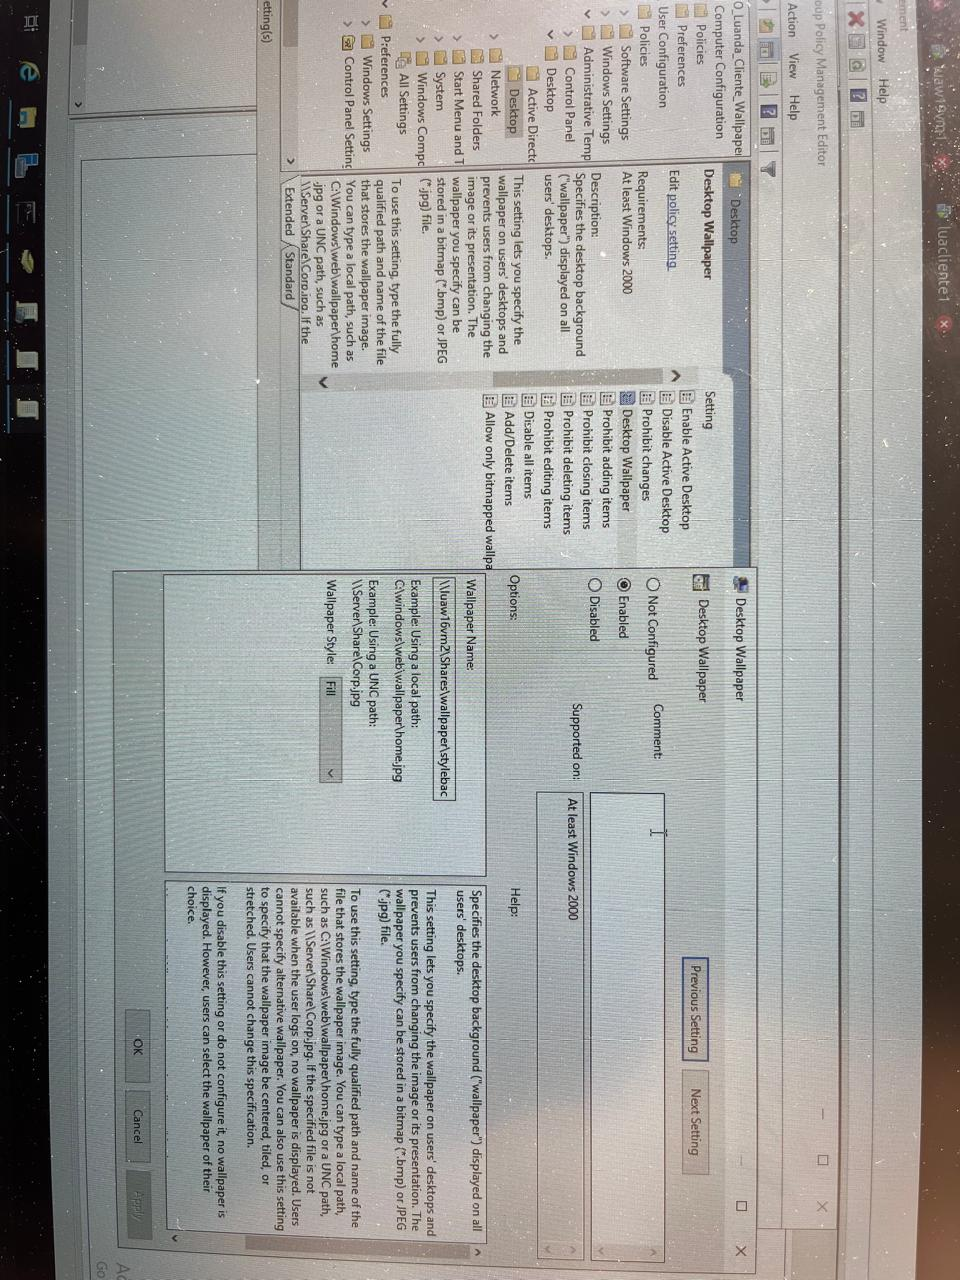 luaw19vm1
luacliente1
Window Help
oup Policy Management Editor
Action View Help
O_Luanda_Cliente_Wallpaper
Computer Configuration
Policies
Preferences
User Configuration
Policies
Software Settings
Windows Settings
Administrative Temp
Control Panel
Desktop
Active Directo
Desktop
Network
Shared Folders
Start Menu and T
System
Windows Compo
All Settings
Preferences
Windows Settings
Control Panel Setting
etting(s)
Desktop
Desktop Wallpaper
Edit policy setting
Requirements:
At least Windows 2000
Description:
Specifies the desktop background
("wallpaper") displayed on all
users' desktops.
This setting lets you specify the
wallpaper on users' desktops and
prevents users from changing the
image or its presentation. The
wallpaper you specify can be
stored in a bitmap (*.bmp) or JPEG
(*.jpg) file.
To use this setting, type the fully
qualified path and name of the file
that stores the wallpaper image.
You can type a local path, such as
C:\Windows\web\wallpaper\home
.jpg or a UNC path, such as
\\Server\Share\Corp.jpg. If the
Extended Standard
Setting
Enable Active Desktop
Disable Active Desktop
Prohibit changes
Desktop Wallpaper
Prohibit adding items
Prohibit closing items
Prohibit deleting items
Prohibit editing items
Disable all items
Add/Delete items
Allow only bitmapped wallpa
Desktop Wallpaper
Desktop Wallpaper
Previous Setting Next Setting
Not Configured
Enabled
Disabled
Comment:
Supported on:
At least Windows 2000
Options:
Help:
Wallpaper Name:
\\luaw16vm2\Shares\wallpaper\stylebac
Example: Using a local path:
C:\windows\web\wallpaper\home.jpg
Example: Using a UNC path:
\\Server\Share\Corp.jpg
Wallpaper Style: Fill
Specifies the desktop background ("wallpaper") displayed on all
users' desktops.
This setting lets you specify the wallpaper on users' desktops and
prevents users from changing the image or its presentation. The
wallpaper you specify can be stored in a bitmap (*.bmp) or JPEG
(*.jpg) file.
To use this setting, type the fully qualified path and name of the
file that stores the wallpaper image. You can type a local path,
such as C:\Windows\web\wallpaper\home.jpg or a UNC path,
such as \\Server\Share\Corp.jpg. If the specified file is not
available when the user logs on, no wallpaper is displayed. Users
cannot specify alternative wallpaper. You can also use this setting
to specify that the wallpaper image be centered, tiled, or
stretched. Users cannot change this specification.
If you disable this setting or do not configure it, no wallpaper is
displayed. However, users can select the wallpaper of their
choice.
OK Cancel Apply
Ac
Go